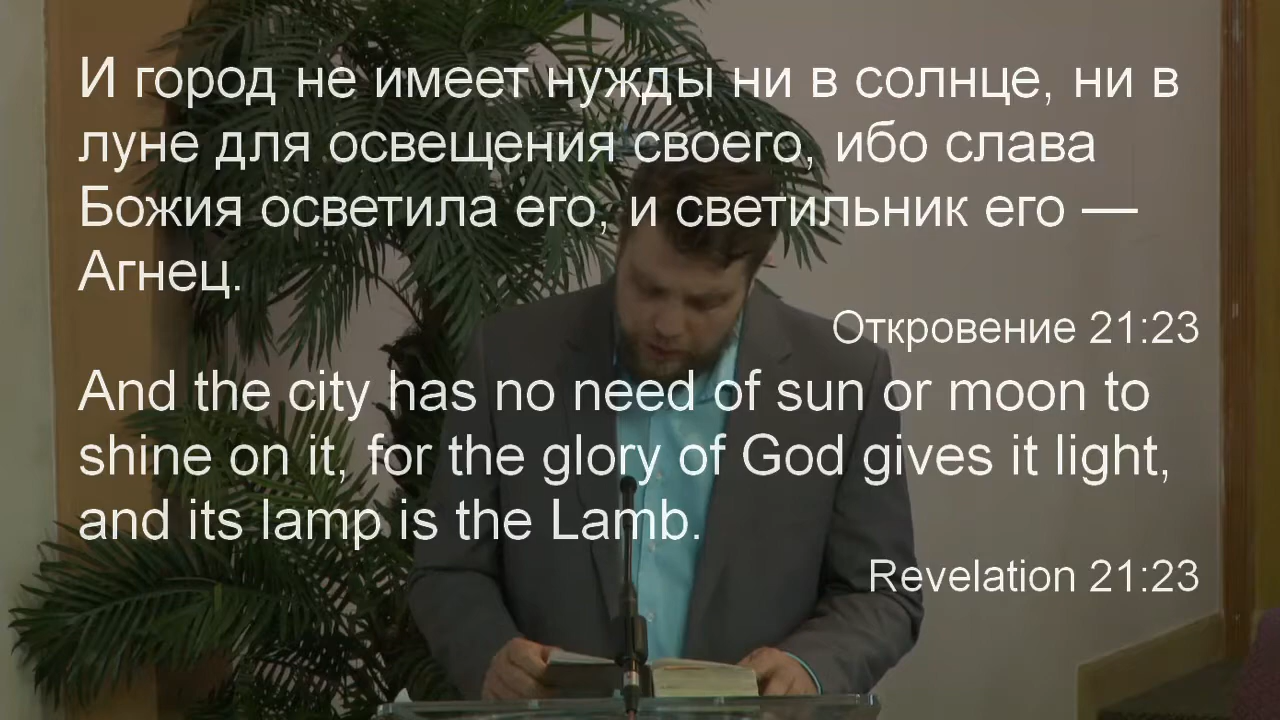 И город не имеет нужды ни в солнце, ни в
луне для освещения своего, ибо слава
Божия осветила его, и светильник его —
Агнец.
Откровение 21:23
And the city has no need of sun or moon to
shine on it, for the glory of God gives it light,
and its lamp is the Lamb.
Revelation 21:23